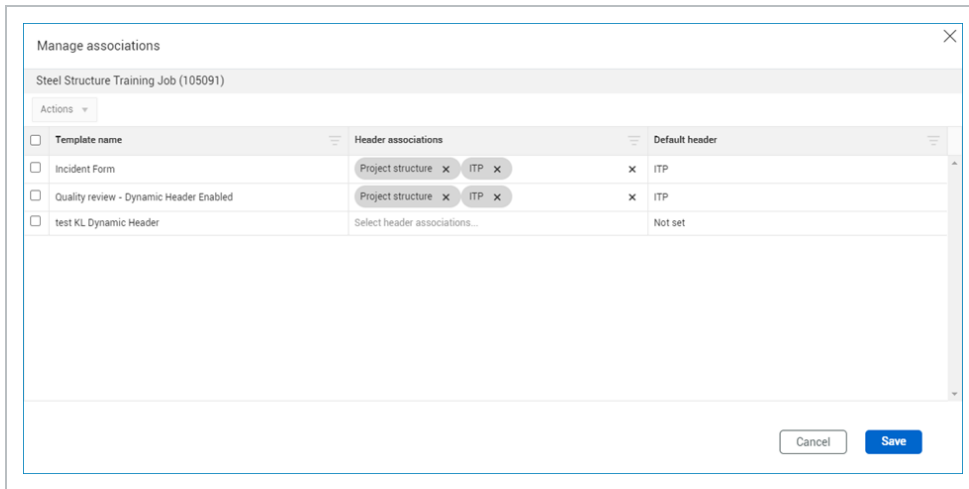 Manage associations
Steel Structure Training Job (105091)
Actions
Template name Header associations Default header
Incident Form Project structure ITP ITP
Quality review - Dynamic Header Enabled Project structure ITP ITP
test KL Dynamic Header Select header associations... Not set
Cancel Save